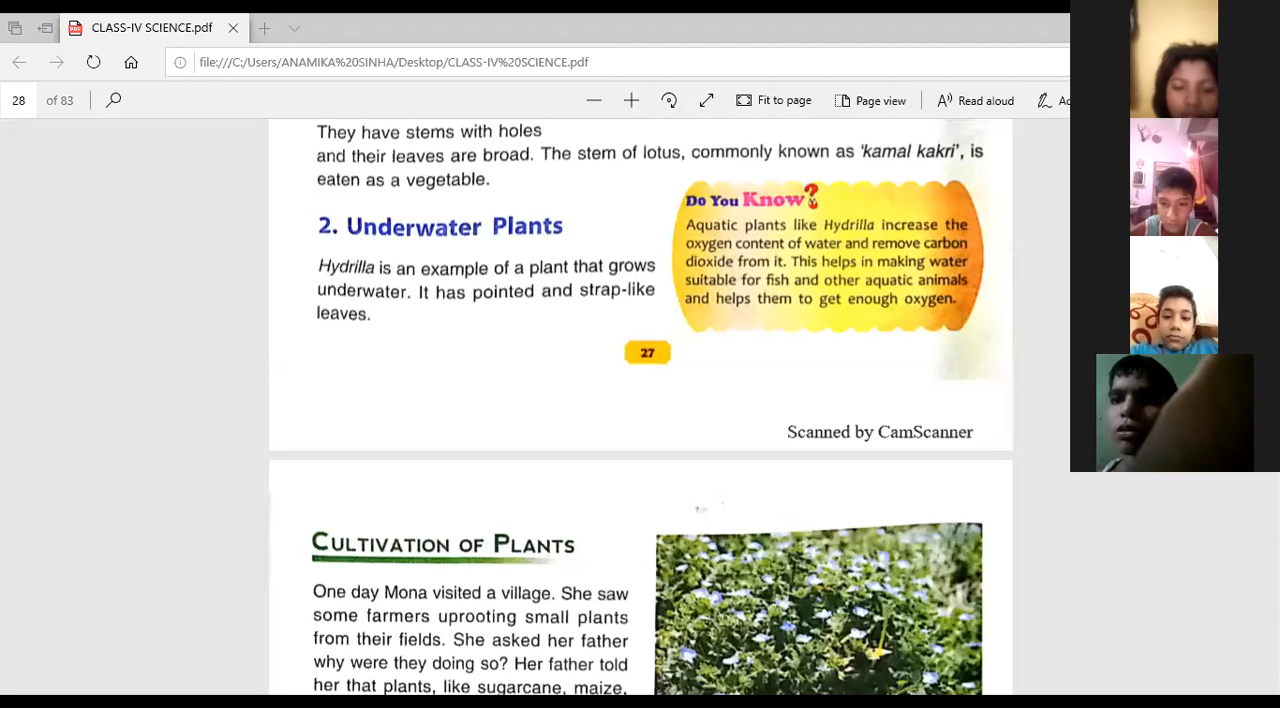 CLASS-IV SCIENCE.pdf
file:///C:/Users/ANAMIKA%20SINHA/Desktop/CLASS-IV%20SCIENCE.pdf
28 of 83 Fit to page Page view Read aloud
They have stems with holes
and their leaves are broad. The stem of lotus, commonly known as 'kamal kakri', is
eaten as a vegetable.
2. Underwater Plants
Hydrilla is an example of a plant that grows
underwater. It has pointed and strap-like
leaves.
Do You Know?
Aquatic plants like Hydrilla increase the
oxygen content of water and remove carbon
dioxide from it. This helps in making water
suitable for fish and other aquatic animals
and helps them to get enough oxygen.
27
Scanned by CamScanner
CULTIVATION OF PLANTS
One day Mona visited a village. She saw
some farmers uprooting small plants
from their fields. She asked her father
why were they doing so? Her father told
her that plants, like sugarcane, maize,